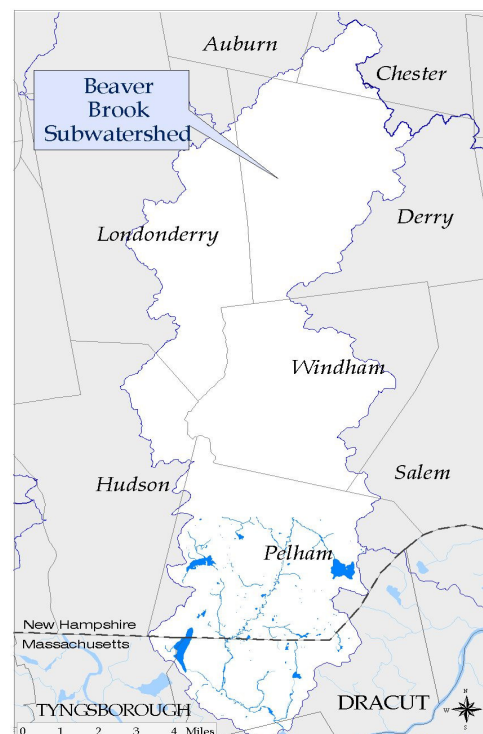 Auburn
Chester
Beaver
Brook
Subwatershed
Derry
Londonderry
Windham
Salem
Hudson
Pelham
New Hampshire
Massachusetts
TYNGSBOROUGH
DRACUT
0 1 2 3 4 Miles
N
W E
S